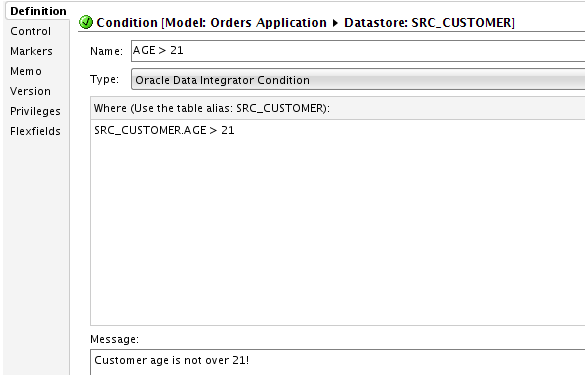 Definition
Control
Markers
Memo
Version
Privileges
Flexfields
Condition [Model: Orders Application ▸ Datastore: SRC_CUSTOMER]
Name: AGE > 21
Type: Oracle Data Integrator Condition
Where (Use the table alias: SRC_CUSTOMER):
SRC_CUSTOMER.AGE > 21
Message:
Customer age is not over 21!